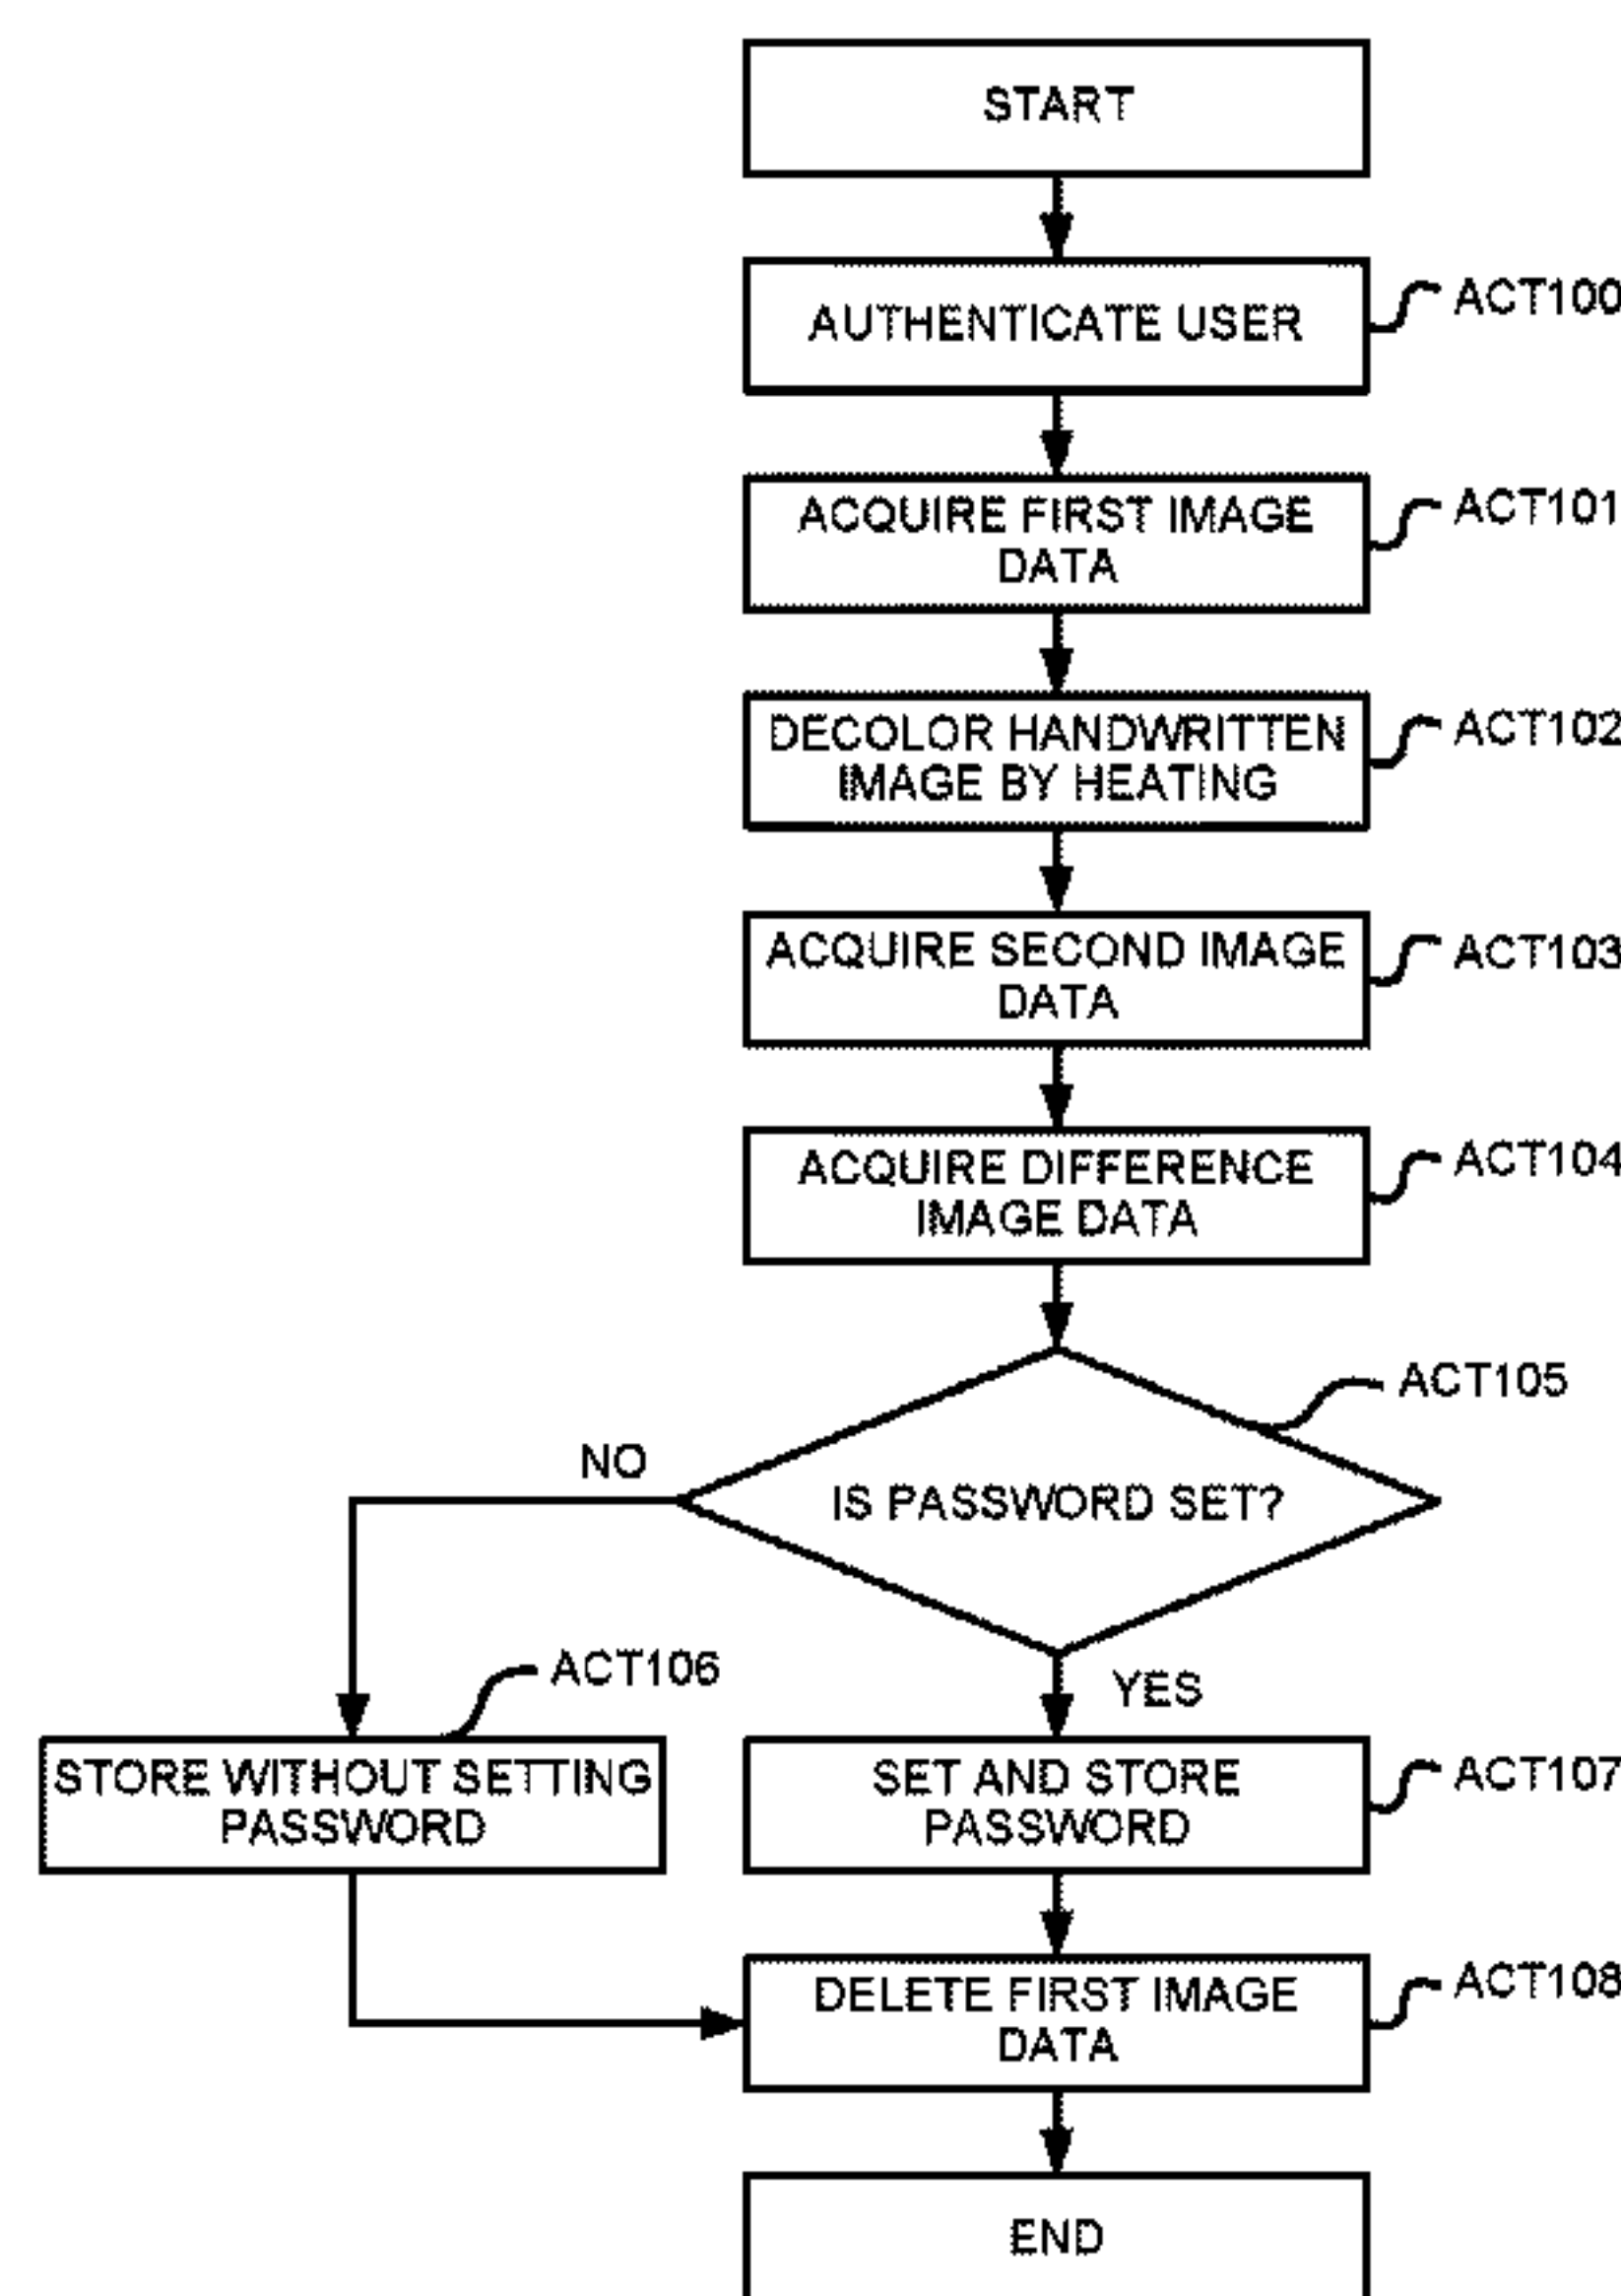 START
AUTHENTICATE USER
ACT100
ACQUIRE FIRST IMAGE
DATA
ACT101
DECOLOR HANDWRITTEN
IMAGE BY HEATING
ACT102
ACQUIRE SECOND IMAGE
DATA
ACT103
ACQUIRE DIFFERENCE
IMAGE DATA
ACT104
IS PASSWORD SET?
ACT105
NO
YES
STORE WITHOUT SETTING
PASSWORD
ACT106
SET AND STORE
PASSWORD
ACT107
DELETE FIRST IMAGE
DATA
ACT108
END